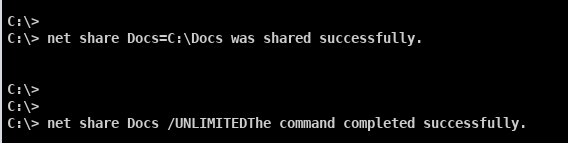 C:\>
C:\> net share Docs=C:\Docs was shared successfully.
C:\>
C:\>
C:\> net share Docs /UNLIMITEDThe command completed successfully.